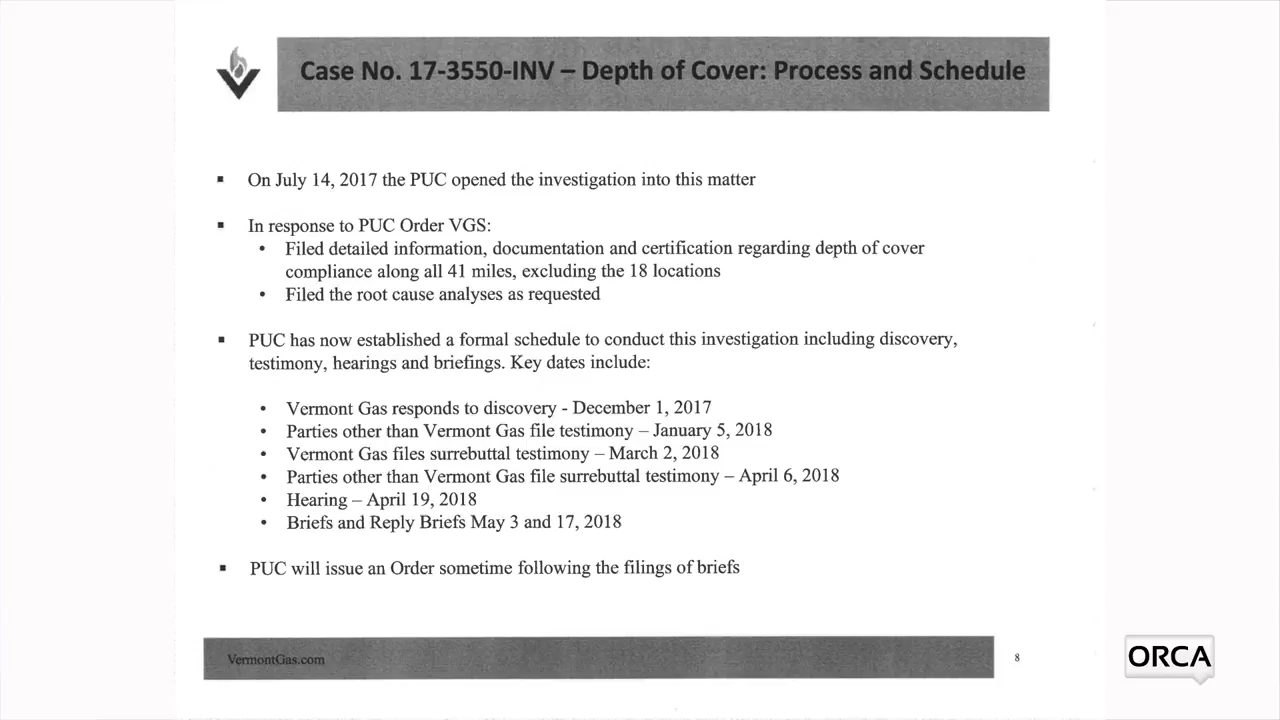 Case No. 17-3550-INV – Depth of Cover: Process and Schedule
▪ On July 14, 2017 the PUC opened the investigation into this matter
▪ In response to PUC Order VGS:
• Filed detailed information, documentation and certification regarding depth of cover
compliance along all 41 miles, excluding the 18 locations
• Filed the root cause analyses as requested
▪ PUC has now established a formal schedule to conduct this investigation including discovery,
testimony, hearings and briefings. Key dates include:
• Vermont Gas responds to discovery - December 1, 2017
• Parties other than Vermont Gas file testimony – January 5, 2018
• Vermont Gas files surrebuttal testimony – March 2, 2018
• Parties other than Vermont Gas file surrebuttal testimony – April 6, 2018
• Hearing – April 19, 2018
• Briefs and Reply Briefs May 3 and 17, 2018
▪ PUC will issue an Order sometime following the filings of briefs
VermontGas.com
8
ORCA